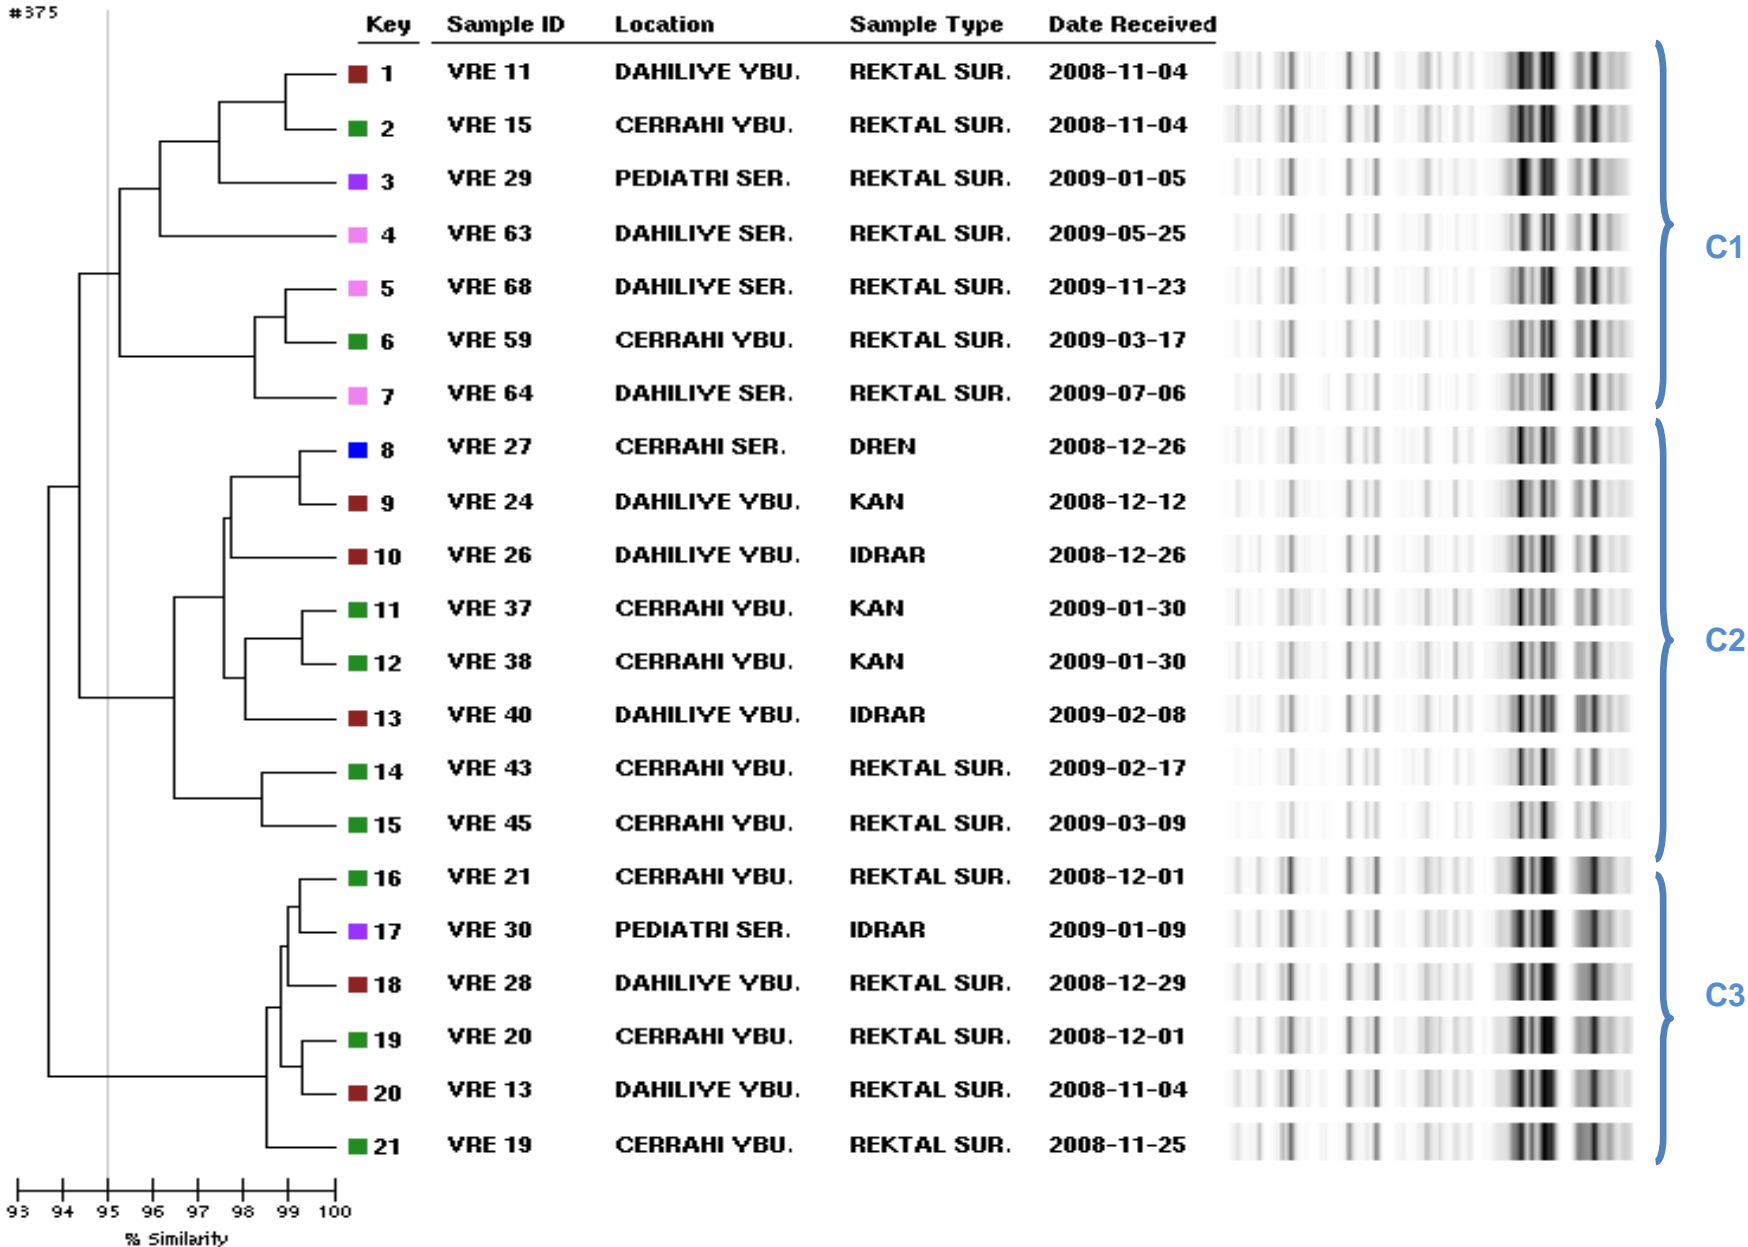 #375
Key Sample ID Location Sample Type Date Received
1 VRE 11 DAHILIYE YBU. REKTAL SUR. 2008-11-04
2 VRE 15 CERRAHI YBU. REKTAL SUR. 2008-11-04
3 VRE 29 PEDIATRI SER. REKTAL SUR. 2009-01-05
4 VRE 63 DAHILIYE SER. REKTAL SUR. 2009-05-25
C1
5 VRE 68 DAHILIYE SER. REKTAL SUR. 2009-11-23
6 VRE 59 CERRAHI YBU. REKTAL SUR. 2009-03-17
7 VRE 64 DAHILIYE SER. REKTAL SUR. 2009-07-06
8 VRE 27 CERRAHI SER. DREN 2008-12-26
9 VRE 24 DAHILIYE YBU. KAN 2008-12-12
10 VRE 26 DAHILIYE YBU. IDRAR 2008-12-26
11 VRE 37 CERRAHI YBU. KAN 2009-01-30
C2
12 VRE 38 CERRAHI YBU. KAN 2009-01-30
13 VRE 40 DAHILIYE YBU. IDRAR 2009-02-08
14 VRE 43 CERRAHI YBU. REKTAL SUR. 2009-02-17
15 VRE 45 CERRAHI YBU. REKTAL SUR. 2009-03-09
16 VRE 21 CERRAHI YBU. REKTAL SUR. 2008-12-01
17 VRE 30 PEDIATRI SER. IDRAR 2009-01-09
18 VRE 28 DAHILIYE YBU. REKTAL SUR. 2008-12-29
C3
19 VRE 20 CERRAHI YBU. REKTAL SUR. 2008-12-01
20 VRE 13 DAHILIYE YBU. REKTAL SUR. 2008-11-04
21 VRE 19 CERRAHI YBU. REKTAL SUR. 2008-11-25
93 94 95 96 97 98 99 100
% Similarity